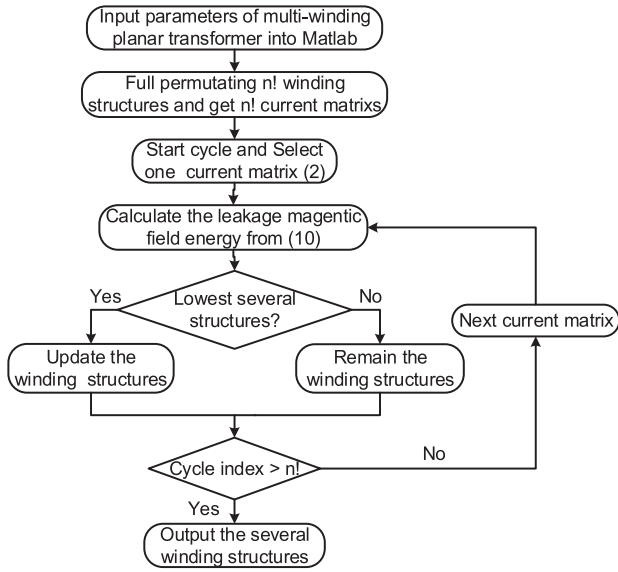 Input parameters of multi-winding
planar transformer into Matlab
Full permutating n! winding
structures and get n! current matrixs
Start cycle and Select
one current matrix (2)
Calculate the leakage magentic
field energy from (10)
Yes
Lowest several
structures?
No
Next current matrix
Update the
winding structures
Remain the
winding structures
Cycle index > n!
No
Yes
Output the several
winding structures